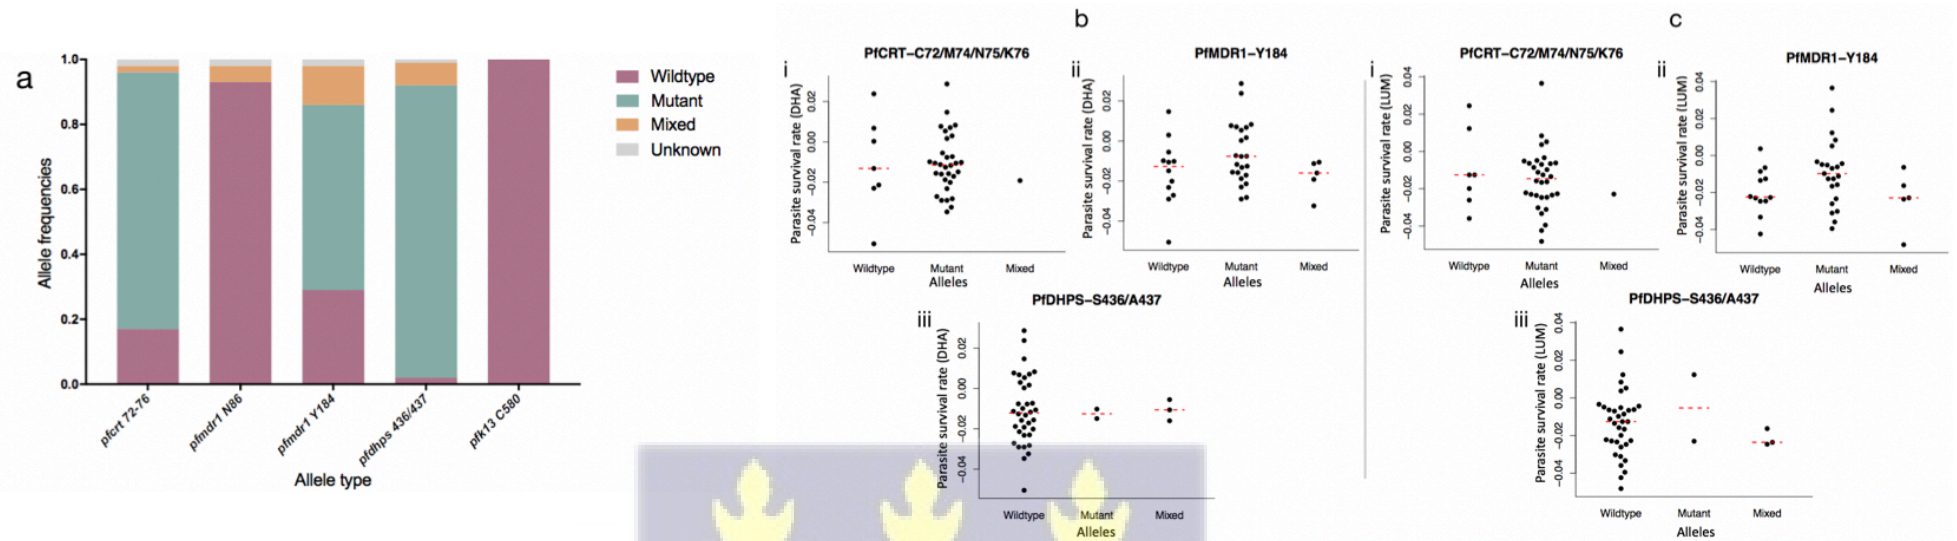 a
1.0
0.8
0.6
0.4
0.2
0.0
Allele frequencies
pfcrt 72-76
pfmdr1 N86
pfmdr1 Y184
pfdhps 436/437
pfk13 C580
Allele type
Wildtype
Mutant
Mixed
Unknown
b
i
PfCRT–C72/M74/N75/K76
Parasite survival rate (DHA)
0.02
0.00
−0.02
−0.04
Wildtype Mutant Mixed
Alleles
ii
PfMDR1–Y184
Parasite survival rate (DHA)
0.02
0.00
−0.02
−0.04
Wildtype Mutant Mixed
Alleles
iii
PfDHPS–S436/A437
Parasite survival rate (DHA)
0.02
0.00
−0.02
−0.04
Wildtype Mutant Mixed
Alleles
c
i
PfCRT–C72/M74/N75/K76
Parasite survival rate (LUM)
0.04
0.02
0.00
−0.02
−0.04
Wildtype Mutant Mixed
Alleles
ii
PfMDR1–Y184
Parasite survival rate (LUM)
0.04
0.02
0.00
−0.02
−0.04
Wildtype Mutant Mixed
Alleles
iii
PfDHPS–S436/A437
Parasite survival rate (LUM)
0.04
0.02
0.00
−0.02
−0.04
Wildtype Mutant Mixed
Alleles